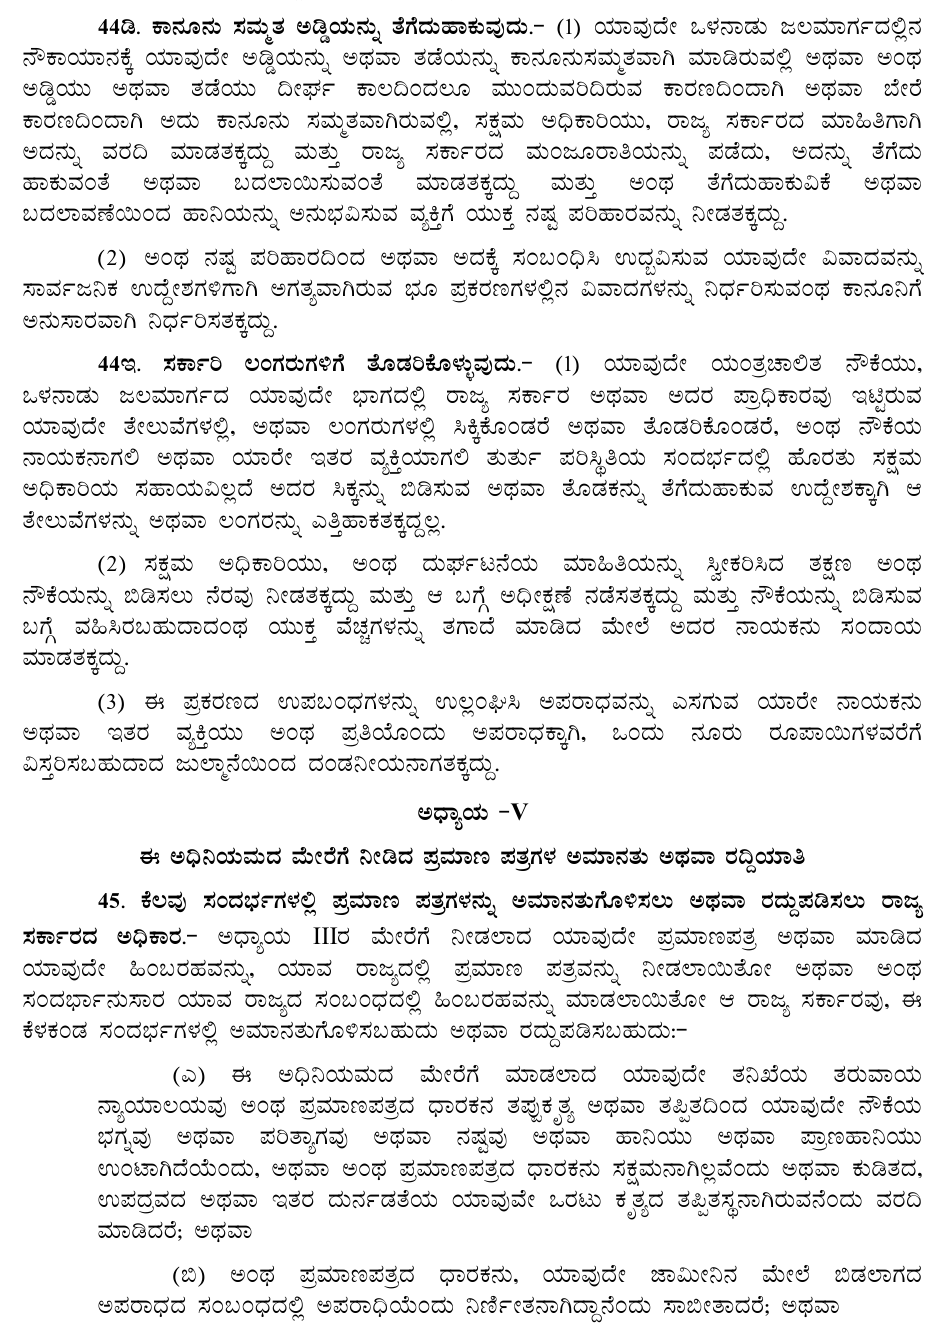 44ಡಿ. ಕಾನೂನು ಸಮ್ಮತ ಅಡ್ಡಿಯನ್ನು ತೆಗೆದುಹಾಕುವುದು.– (1) ಯಾವುದೇ ಒಳನಾಡು ಜಲಮಾರ್ಗದಲ್ಲಿನ
ನೌಕಾಯಾನಕ್ಕೆ ಯಾವುದೇ ಅಡ್ಡಿಯನ್ನು ಅಥವಾ ತಡೆಯನ್ನು ಕಾನೂನುಸಮ್ಮತವಾಗಿ ಮಾಡಿರುವಲ್ಲಿ ಅಥವಾ ಅಂಥ
ಅಡ್ಡಿಯು ಅಥವಾ ತಡೆಯು ದೀರ್ಘ ಕಾಲದಿಂದಲೂ ಮುಂದುವರಿದಿರುವ ಕಾರಣದಿಂದಾಗಿ ಅಥವಾ ಬೇರೆ
ಕಾರಣದಿಂದಾಗಿ ಅದು ಕಾನೂನು ಸಮ್ಮತವಾಗಿರುವಲ್ಲಿ, ಸಕ್ಷಮ ಅಧಿಕಾರಿಯು, ರಾಜ್ಯ ಸರ್ಕಾರದ ಮಾಹಿತಿಗಾಗಿ
ಅದನ್ನು ವರದಿ ಮಾಡತಕ್ಕದ್ದು ಮತ್ತು ರಾಜ್ಯ ಸರ್ಕಾರದ ಮಂಜೂರಾತಿಯನ್ನು ಪಡೆದು, ಅದನ್ನು ತೆಗೆದು
ಹಾಕುವಂತೆ ಅಥವಾ ಬದಲಾಯಿಸುವಂತೆ ಮಾಡತಕ್ಕದ್ದು ಮತ್ತು ಅಂಥ ತೆಗೆದುಹಾಕುವಿಕೆ ಅಥವಾ
ಬದಲಾವಣೆಯಿಂದ ಹಾನಿಯನ್ನು ಅನುಭವಿಸುವ ವ್ಯಕ್ತಿಗೆ ಯುಕ್ತ ನಷ್ಟ ಪರಿಹಾರವನ್ನು ನೀಡತಕ್ಕದ್ದು.
(2) ಅಂಥ ನಷ್ಟ ಪರಿಹಾರದಿಂದ ಅಥವಾ ಅದಕ್ಕೆ ಸಂಬಂಧಿಸಿ ಉದ್ಭವಿಸುವ ಯಾವುದೇ ವಿವಾದವನ್ನು
ಸಾರ್ವಜನಿಕ ಉದ್ದೇಶಗಳಿಗಾಗಿ ಅಗತ್ಯವಾಗಿರುವ ಭೂ ಪ್ರಕರಣಗಳಲ್ಲಿನ ವಿವಾದಗಳನ್ನು ನಿರ್ಧರಿಸುವಂಥ ಕಾನೂನಿಗೆ
ಅನುಸಾರವಾಗಿ ನಿರ್ಧರಿಸತಕ್ಕದ್ದು.
44ಇ. ಸರ್ಕಾರಿ ಲಂಗರುಗಳಿಗೆ ತೊಡರಿಕೊಳ್ಳುವುದು.– (1) ಯಾವುದೇ ಯಂತ್ರಚಾಲಿತ ನೌಕೆಯು,
ಒಳನಾಡು ಜಲಮಾರ್ಗದ ಯಾವುದೇ ಭಾಗದಲ್ಲಿ ರಾಜ್ಯ ಸರ್ಕಾರ ಅಥವಾ ಅದರ ಪ್ರಾಧಿಕಾರವು ಇಟ್ಟಿರುವ
ಯಾವುದೇ ತೇಲುವೆಗಳಲ್ಲಿ, ಅಥವಾ ಲಂಗರುಗಳಲ್ಲಿ ಸಿಕ್ಕಿಕೊಂಡರೆ ಅಥವಾ ತೊಡರಿಕೊಂಡರೆ, ಅಂಥ ನೌಕೆಯ
ನಾಯಕನಾಗಲಿ ಅಥವಾ ಯಾರೇ ಇತರ ವ್ಯಕ್ತಿಯಾಗಲಿ ತುರ್ತು ಪರಿಸ್ಥಿತಿಯ ಸಂದರ್ಭದಲ್ಲಿ ಹೊರತು ಸಕ್ಷಮ
ಅಧಿಕಾರಿಯ ಸಹಾಯವಿಲ್ಲದೆ ಅದರ ಸಿಕ್ಕನ್ನು ಬಿಡಿಸುವ ಅಥವಾ ತೊಡಕನ್ನು ತೆಗೆದುಹಾಕುವ ಉದ್ದೇಶಕ್ಕಾಗಿ ಆ
ತೇಲುವೆಗಳನ್ನು ಅಥವಾ ಲಂಗರನ್ನು ಎತ್ತಿಹಾಕತಕ್ಕದ್ದಲ್ಲ.
(2) ಸಕ್ಷಮ ಅಧಿಕಾರಿಯು, ಅಂಥ ದುರ್ಘಟನೆಯ ಮಾಹಿತಿಯನ್ನು ಸ್ವೀಕರಿಸಿದ ತಕ್ಷಣ ಅಂಥ
ನೌಕೆಯನ್ನು ಬಿಡಿಸಲು ನೆರವು ನೀಡತಕ್ಕದ್ದು ಮತ್ತು ಆ ಬಗ್ಗೆ ಅಧೀಕ್ಷಣೆ ನಡೆಸತಕ್ಕದ್ದು ಮತ್ತು ನೌಕೆಯನ್ನು ಬಿಡಿಸುವ
ಬಗ್ಗೆ ವಹಿಸಿರಬಹುದಾದಂಥ ಯುಕ್ತ ವೆಚ್ಚಗಳನ್ನು ತಗಾದೆ ಮಾಡಿದ ಮೇಲೆ ಅದರ ನಾಯಕನು ಸಂದಾಯ
ಮಾಡತಕ್ಕದ್ದು.
(3) ಈ ಪ್ರಕರಣದ ಉಪಬಂಧಗಳನ್ನು ಉಲ್ಲಂಘಿಸಿ ಅಪರಾಧವನ್ನು ಎಸಗುವ ಯಾರೇ ನಾಯಕನು
ಅಥವಾ ಇತರ ವ್ಯಕ್ತಿಯು ಅಂಥ ಪ್ರತಿಯೊಂದು ಅಪರಾಧಕ್ಕಾಗಿ, ಒಂದು ನೂರು ರೂಪಾಯಿಗಳವರೆಗೆ
ವಿಸ್ತರಿಸಬಹುದಾದ ಜುಲ್ಮಾನೆಯಿಂದ ದಂಡನೀಯನಾಗತಕ್ಕದ್ದು.
ಅಧ್ಯಾಯ –V
ಈ ಅಧಿನಿಯಮದ ಮೇರೆಗೆ ನೀಡಿದ ಪ್ರಮಾಣ ಪತ್ರಗಳ ಅಮಾನತು ಅಥವಾ ರದ್ದಿಯಾತಿ
45. ಕೆಲವು ಸಂದರ್ಭಗಳಲ್ಲಿ ಪ್ರಮಾಣ ಪತ್ರಗಳನ್ನು ಅಮಾನತುಗೊಳಿಸಲು ಅಥವಾ ರದ್ದುಪಡಿಸಲು ರಾಜ್ಯ
ಸರ್ಕಾರದ ಅಧಿಕಾರ.– ಅಧ್ಯಾಯ IIIರ ಮೇರೆಗೆ ನೀಡಲಾದ ಯಾವುದೇ ಪ್ರಮಾಣಪತ್ರ ಅಥವಾ ಮಾಡಿದ
ಯಾವುದೇ ಹಿಂಬರಹವನ್ನು, ಯಾವ ರಾಜ್ಯದಲ್ಲಿ ಪ್ರಮಾಣ ಪತ್ರವನ್ನು ನೀಡಲಾಯಿತೋ ಅಥವಾ ಅಂಥ
ಸಂದರ್ಭಾನುಸಾರ ಯಾವ ರಾಜ್ಯದ ಸಂಬಂಧದಲ್ಲಿ ಹಿಂಬರಹವನ್ನು ಮಾಡಲಾಯಿತೋ ಆ ರಾಜ್ಯ ಸರ್ಕಾರವು, ಈ
ಕೆಳಕಂಡ ಸಂದರ್ಭಗಳಲ್ಲಿ ಅಮಾನತುಗೊಳಿಸಬಹುದು ಅಥವಾ ರದ್ದುಪಡಿಸಬಹುದು:–
(ಎ) ಈ ಅಧಿನಿಯಮದ ಮೇರೆಗೆ ಮಾಡಲಾದ ಯಾವುದೇ ತನಿಖೆಯ ತರುವಾಯ
ನ್ಯಾಯಾಲಯವು ಅಂಥ ಪ್ರಮಾಣಪತ್ರದ ಧಾರಕನ ತಪ್ಪುಕೃತ್ಯ ಅಥವಾ ತಪ್ಪಿತದಿಂದ ಯಾವುದೇ ನೌಕೆಯ
ಭಗ್ನವು ಅಥವಾ ಪರಿತ್ಯಾಗವು ಅಥವಾ ನಷ್ಟವು ಅಥವಾ ಹಾನಿಯು ಅಥವಾ ಪ್ರಾಣಹಾನಿಯು
ಉಂಟಾಗಿದೆಯೆಂದು, ಅಥವಾ ಅಂಥ ಪ್ರಮಾಣಪತ್ರದ ಧಾರಕನು ಸಕ್ಷಮನಾಗಿಲ್ಲವೆಂದು ಅಥವಾ ಕುಡಿತದ,
ಉಪದ್ರವದ ಅಥವಾ ಇತರ ದುರ್ನಡತೆಯ ಯಾವುವೇ ಒರಟು ಕೃತ್ಯದ ತಪ್ಪಿತಸ್ಥನಾಗಿರುವನೆಂದು ವರದಿ
ಮಾಡಿದರೆ; ಅಥವಾ
(ಬಿ) ಅಂಥ ಪ್ರಮಾಣಪತ್ರದ ಧಾರಕನು, ಯಾವುದೇ ಜಾಮೀನಿನ ಮೇಲೆ ಬಿಡಲಾಗದ
ಅಪರಾಧದ ಸಂಬಂಧದಲ್ಲಿ ಅಪರಾಧಿಯೆಂದು ನಿರ್ಣೀತನಾಗಿದ್ದಾನೆಂದು ಸಾಬೀತಾದರೆ; ಅಥವಾ